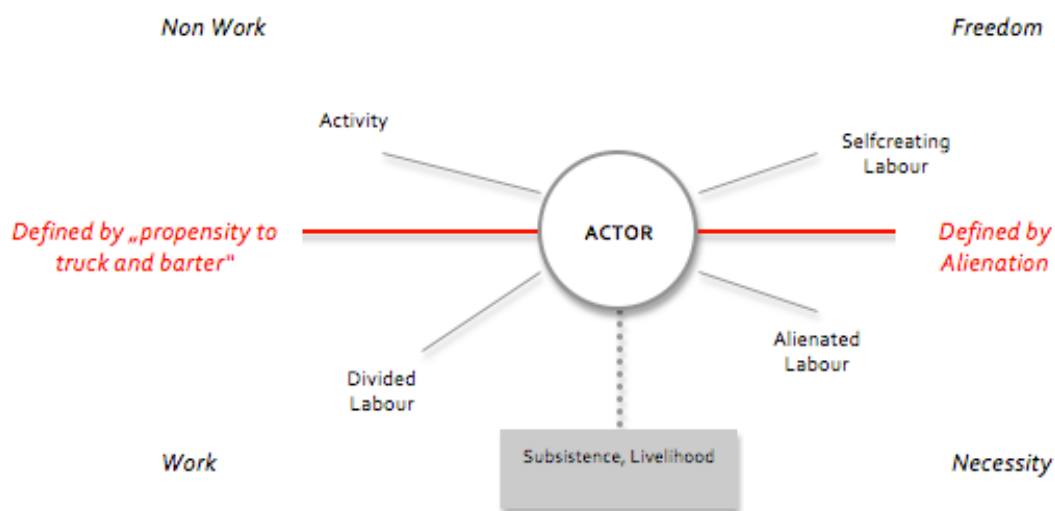 Non Work
Freedom
Activity
Selfcreating
Labour
Defined by „propensity to
truck and barter"
ACTOR
Defined by
Alienation
Divided
Labour
Alienated
Labour
Subsistence, Livelihood
Work
Necessity